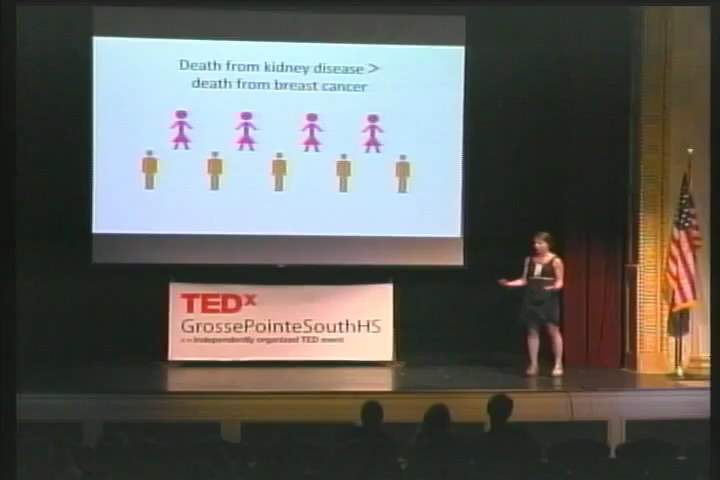 Death from kidney disease >
death from breast cancer
TEDx
GrossePointeSouthHS
x = independently organized TED event